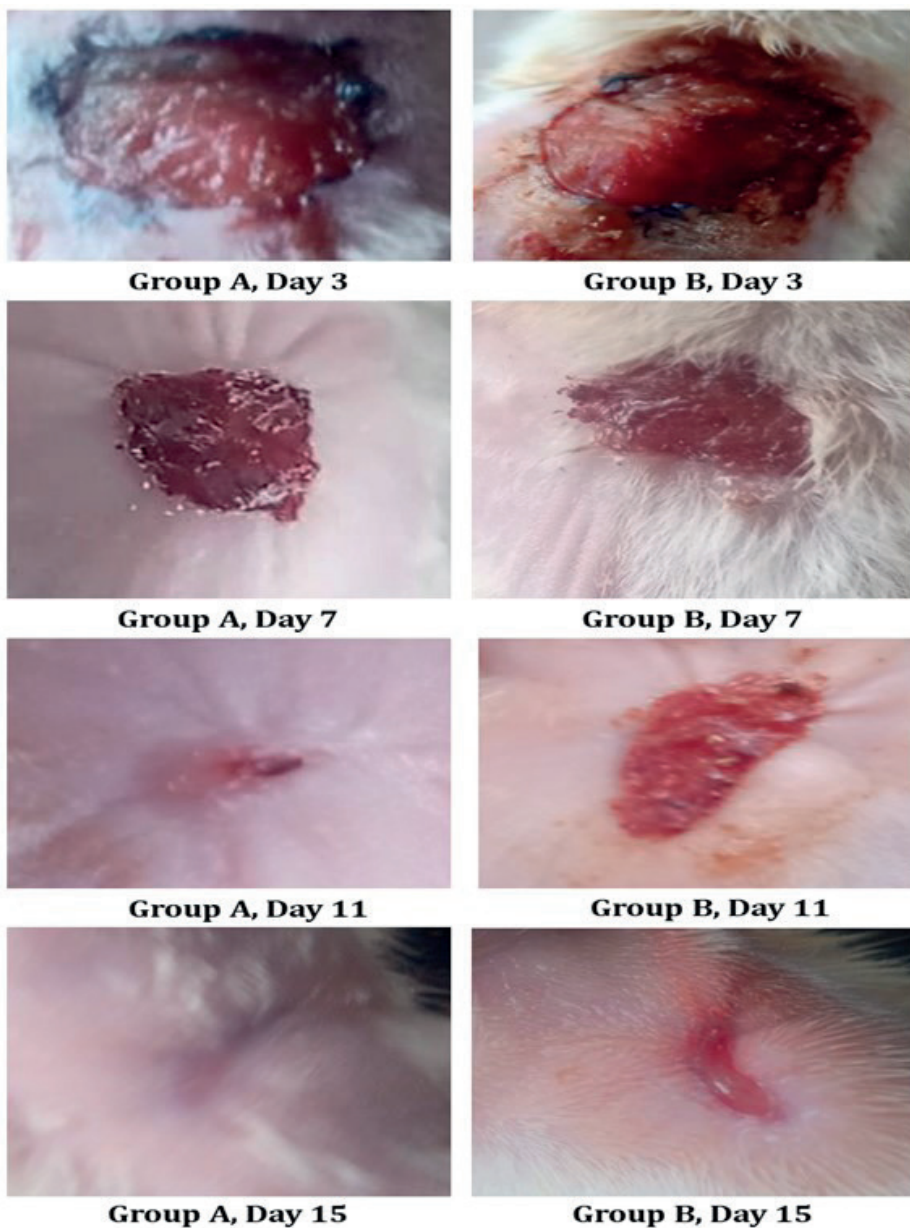 Group A, Day 3
Group B, Day 3
Group A, Day 7
Group B, Day 7
Group A, Day 11
Group B, Day 11
Group A, Day 15
Group B, Day 15